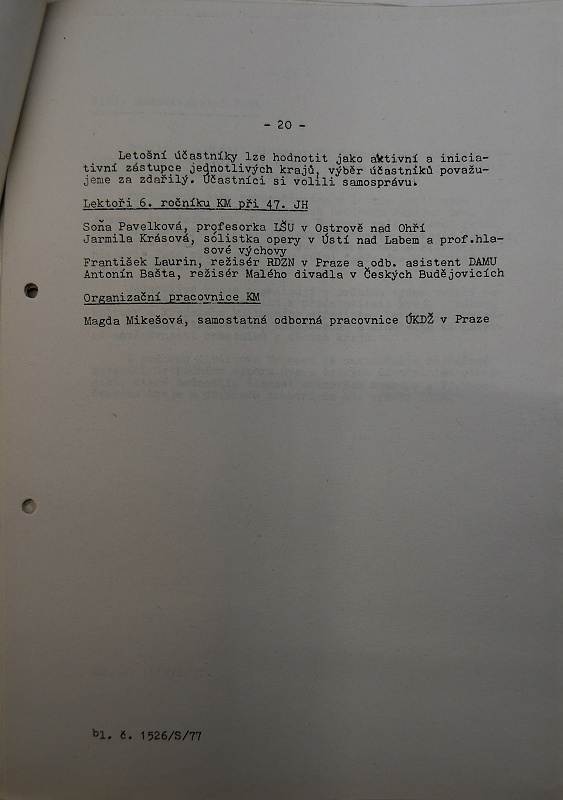 - 20 -
Letošní účastníky lze hodnotit jako aktivní a inicia-
tivní zástupce jednotlivých krajů, výběr účastníků považu-
jeme za zdařilý. Účastníci si volili samosprávu.
Lektoři 6. ročníku KM při 47. JH
Soňa Pavelková, profesorka LŠU v Ostrově nad Ohří
Jarmila Krásová, sólistka opery v Ústí nad Labem a prof.hla-
sové výchovy
František Laurin, režisér RDZN v Praze a odb. asistent DAMU
Antonín Bašta, režisér Malého divadla v Českých Budějovicích
Organizační pracovnice KM
Magda Mikešová, samostatná odborná pracovnice ÚKDŽ v Praze
bl. č. 1526/S/77